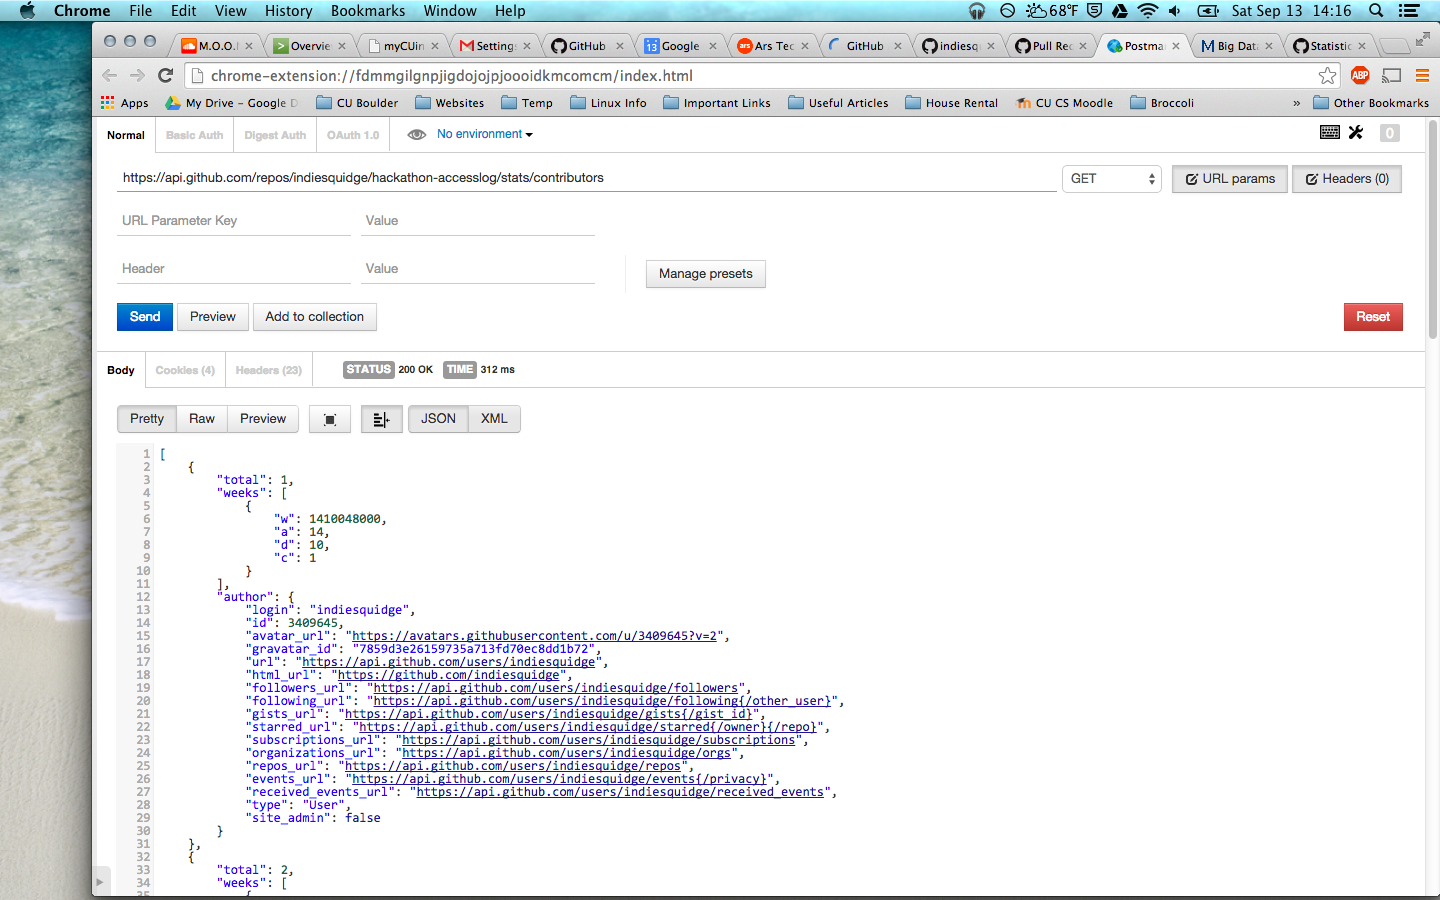 Chrome File Edit View History Bookmarks Window Help 68°F Sat Sep 13 14:16
M.O.O. Overvie myCUin Setting GitHub Google Ars Tec GitHub indiesq Pull Rec Postma Big Data Statistic
chrome-extension://fdmmgilgnpjigdojojpjoooidkmcomcm/index.html
Apps My Drive - Google D CU Boulder Websites Temp Linux Info Important Links Useful Articles House Rental CU CS Moodle Broccoli » Other Bookmarks
Normal Basic Auth Digest Auth OAuth 1.0 No environment 0
https://api.github.com/repos/indiesquidge/hackathon-accesslog/stats/contributors GET URL params Headers (0)
URL Parameter Key Value
Header Value Manage presets
Send Preview Add to collection Reset
Body Cookies (4) Headers (23) STATUS 200 OK TIME 312 ms
Pretty Raw Preview JSON XML
1 [
2 {
3 "total": 1,
4 "weeks": [
5 {
6 "w": 1410048000,
7 "a": 14,
8 "d": 10,
9 "c": 1
10 }
11 ],
12 "author": {
13 "login": "indiesquidge",
14 "id": 3409645,
15 "avatar_url": "https://avatars.githubusercontent.com/u/3409645?v=2",
16 "gravatar_id": "7859d3e26159735a713fd70ec8dd1b72",
17 "url": "https://api.github.com/users/indiesquidge",
18 "html_url": "https://github.com/indiesquidge",
19 "followers_url": "https://api.github.com/users/indiesquidge/followers",
20 "following_url": "https://api.github.com/users/indiesquidge/following{/other_user}",
21 "gists_url": "https://api.github.com/users/indiesquidge/gists{/gist_id}",
22 "starred_url": "https://api.github.com/users/indiesquidge/starred{/owner}{/repo}",
23 "subscriptions_url": "https://api.github.com/users/indiesquidge/subscriptions",
24 "organizations_url": "https://api.github.com/users/indiesquidge/orgs",
25 "repos_url": "https://api.github.com/users/indiesquidge/repos",
26 "events_url": "https://api.github.com/users/indiesquidge/events{/privacy}",
27 "received_events_url": "https://api.github.com/users/indiesquidge/received_events",
28 "type": "User",
29 "site_admin": false
30 }
31 },
32 {
33 "total": 2,
34 "weeks": [
35 {